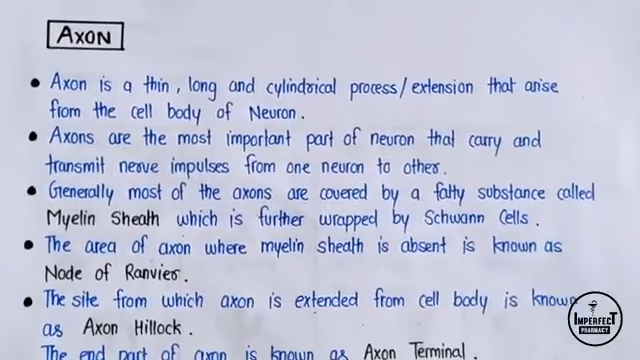 AXON
Axon is a thin, long and cylindrical process/extension that arise
from the cell body of Neuron.
Axons are the most important part of neuron that carry and
transmit nerve impulses from one neuron to other.
Generally most of the axons are covered by a fatty substance called
Myelin Sheath which is further wrapped by Schwann Cells.
The area of axon where myelin sheath is absent is known as
Node of Ranvier.
The site from which axon is extended from cell body is known
as Axon Hillock.
The end part of axon is known as Axon Terminal.
IMPERFECT
PHARMACY